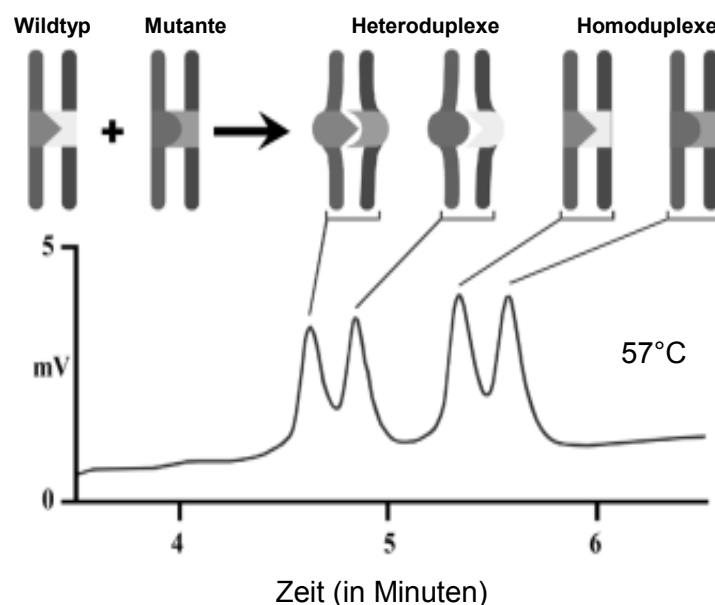 Wildtyp Mutante Heteroduplexe Homoduplexe
+
5
57°C
mV
0
4 5 6
Zeit (in Minuten)